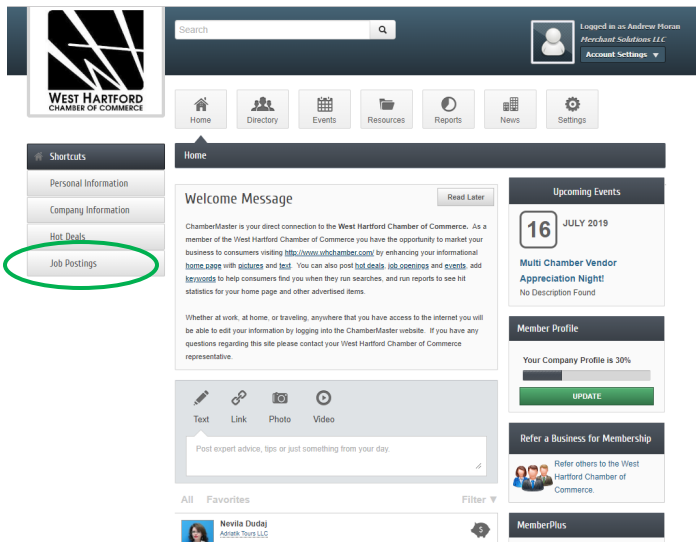 WEST HARTFORD
CHAMBER OF COMMERCE
Search
Logged in as Andrew Moran
Merchant Solutions LLC
Account Settings ▼
Home
Directory
Events
Resources
Reports
News
Settings
Shortcuts
Personal Information
Company Information
Hot Deals
Job Postings
Home
Welcome Message
Read Later
ChamberMaster is your direct connection to the West Hartford Chamber of Commerce. As a
member of the West Hartford Chamber of Commerce you have the opportunity to market your
business to consumers visiting http://www.whchamber.com/ by enhancing your informational
home page with pictures and text. You can also post hot deals, job openings and events, add
keywords to help consumers find you when they run searches, and run reports to see hit
statistics for your home page and other advertised items.
Whether at work, at home, or traveling, anywhere that you have access to the internet you will
be able to edit your information by logging into the ChamberMaster website. If you have any
questions regarding this site please contact your West Hartford Chamber of Commerce
representative.
Text
Link
Photo
Video
Post expert advice, tips or just something from your day.
All
Favorites
Filter ▼
Nevila Dudaj
Adnatik Tours LLC
5
Upcoming Events
16
JULY 2019
Multi Chamber Vendor
Appreciation Night!
No Description Found
Member Profile
Your Company Profile is 30%
UPDATE
Refer a Business for Membership
Refer others to the West
Hartford Chamber of
Commerce.
MemberPlus